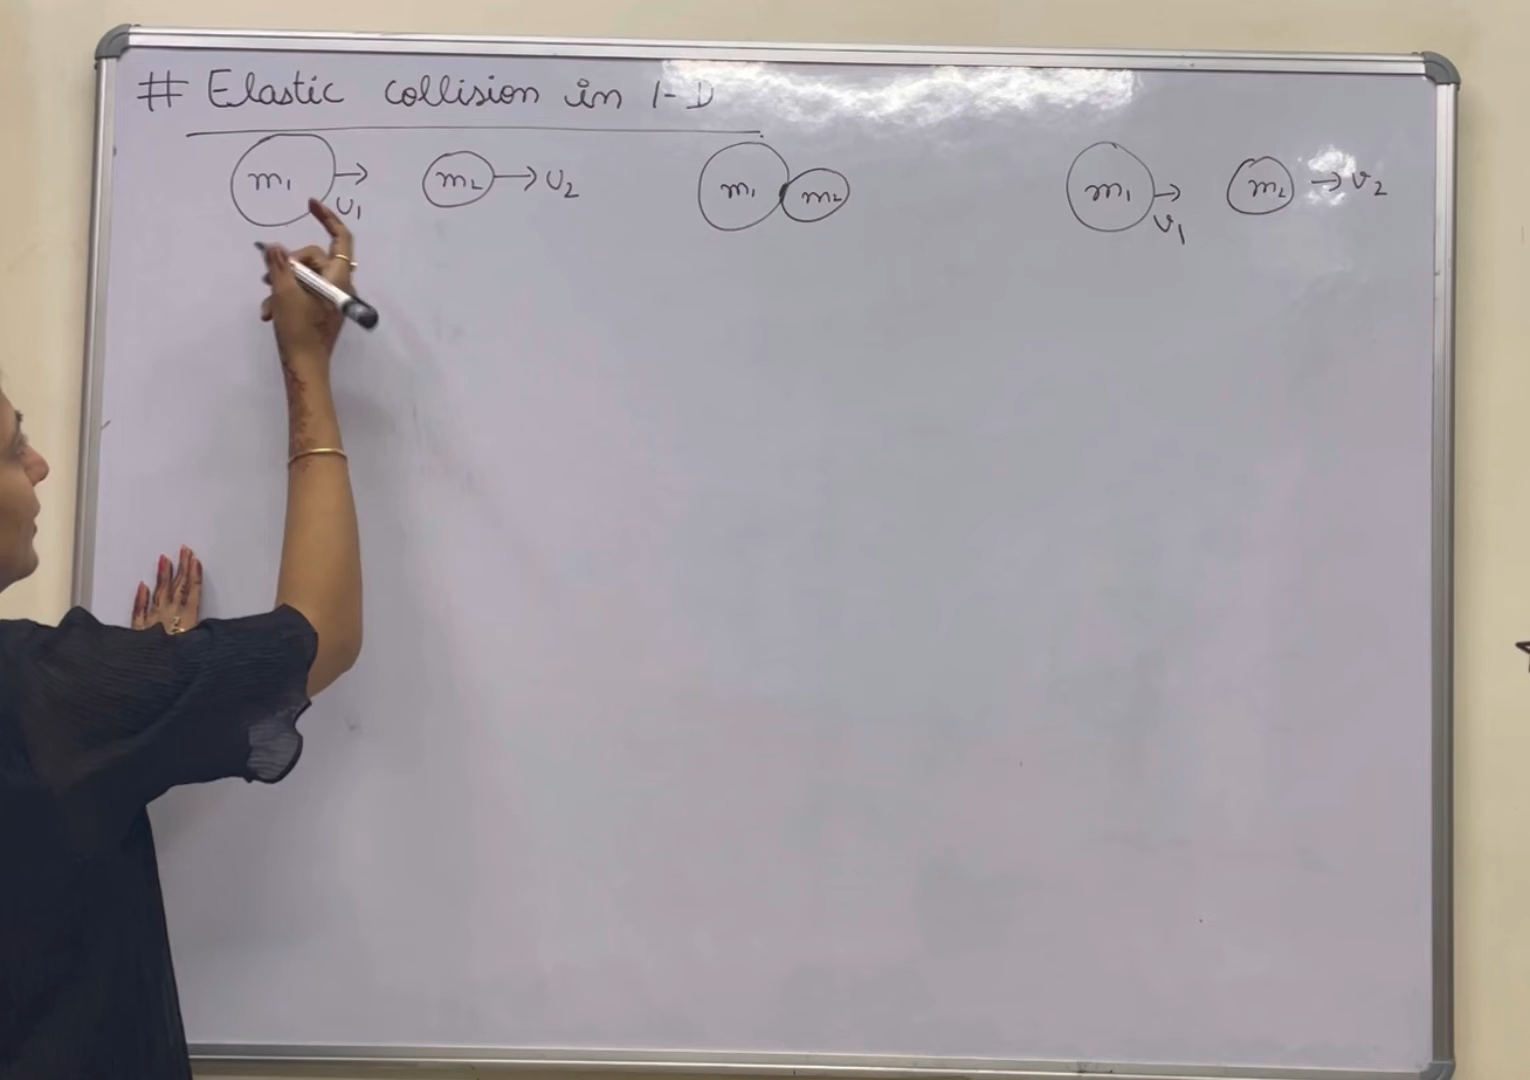 # Elastic collision in 1-D
m₁ → U₁ m₂ → U₂ m₁ m₂ m₁ → v₁ m₂ → v₂